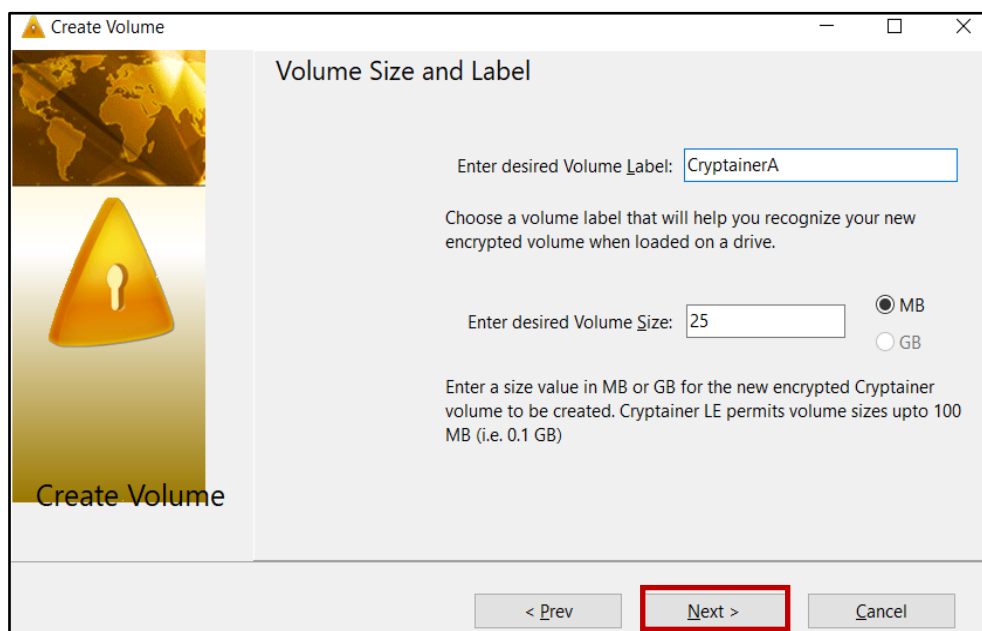 Create Volume
Volume Size and Label
Enter desired Volume Label: CryptainerA
Choose a volume label that will help you recognize your new
encrypted volume when loaded on a drive.
Enter desired Volume Size: 25
MB
GB
Enter a size value in MB or GB for the new encrypted Cryptainer
volume to be created. Cryptainer LE permits volume sizes upto 100
MB (i.e. 0.1 GB)
Create Volume
< Prev Next > Cancel